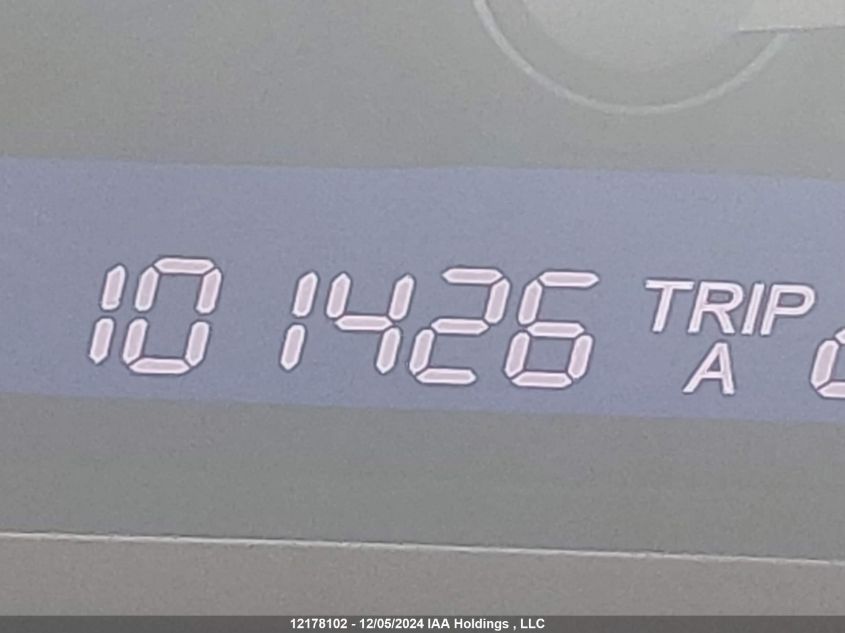 101426 TRIP
A
12178102 - 12/05/2024 IAA Holdings , LLC